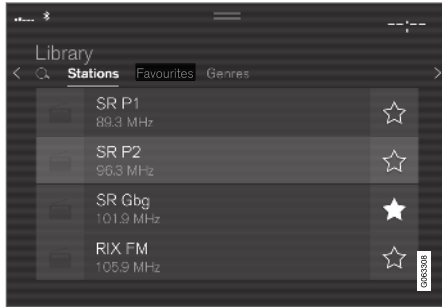 --:--
Library
Stations Favourites Genres
SR P1
89.3 MHz
SR P2
96.3 MHz
SR Gbg
101.9 MHz
RIX FM
105.9 MHz
G063308